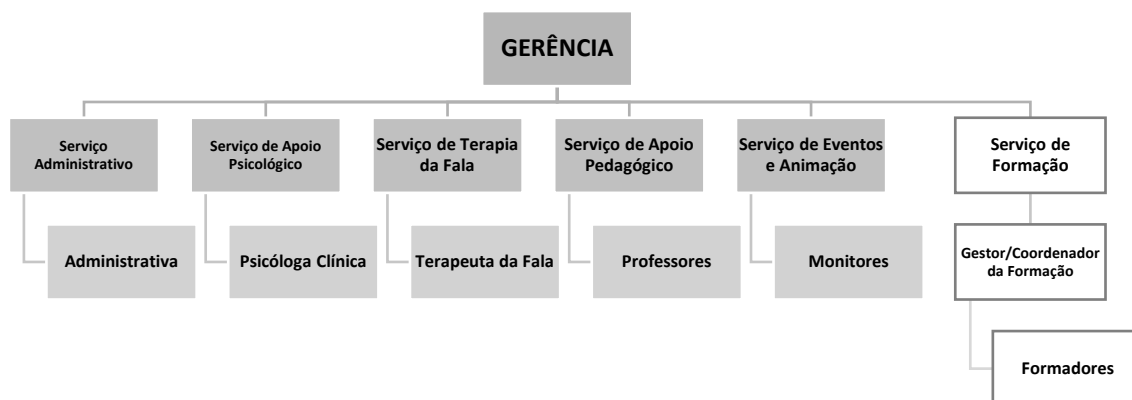 GERÊNCIA
Serviço
Administrativo
Serviço de Apoio
Psicológico
Serviço de Terapia
da Fala
Serviço de Apoio
Pedagógico
Serviço de Eventos
e Animação
Serviço de
Formação
Administrativa
Psicóloga Clínica
Terapeuta da Fala
Professores
Monitores
Gestor/Coordenador
da Formação
Formadores